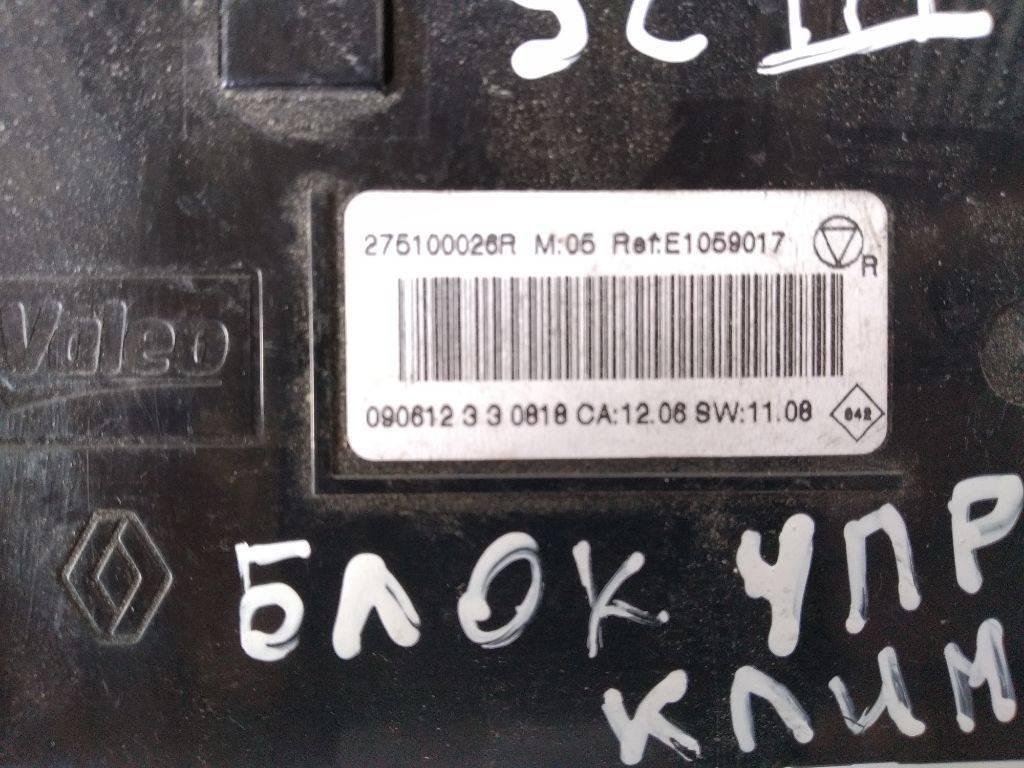 SC III
275100026R M:05 Ref:E1059017
R
Valeo
090612 3 3 0818 CA:12.06 SW:11.08
642
БЛОК УПР
КЛИМ